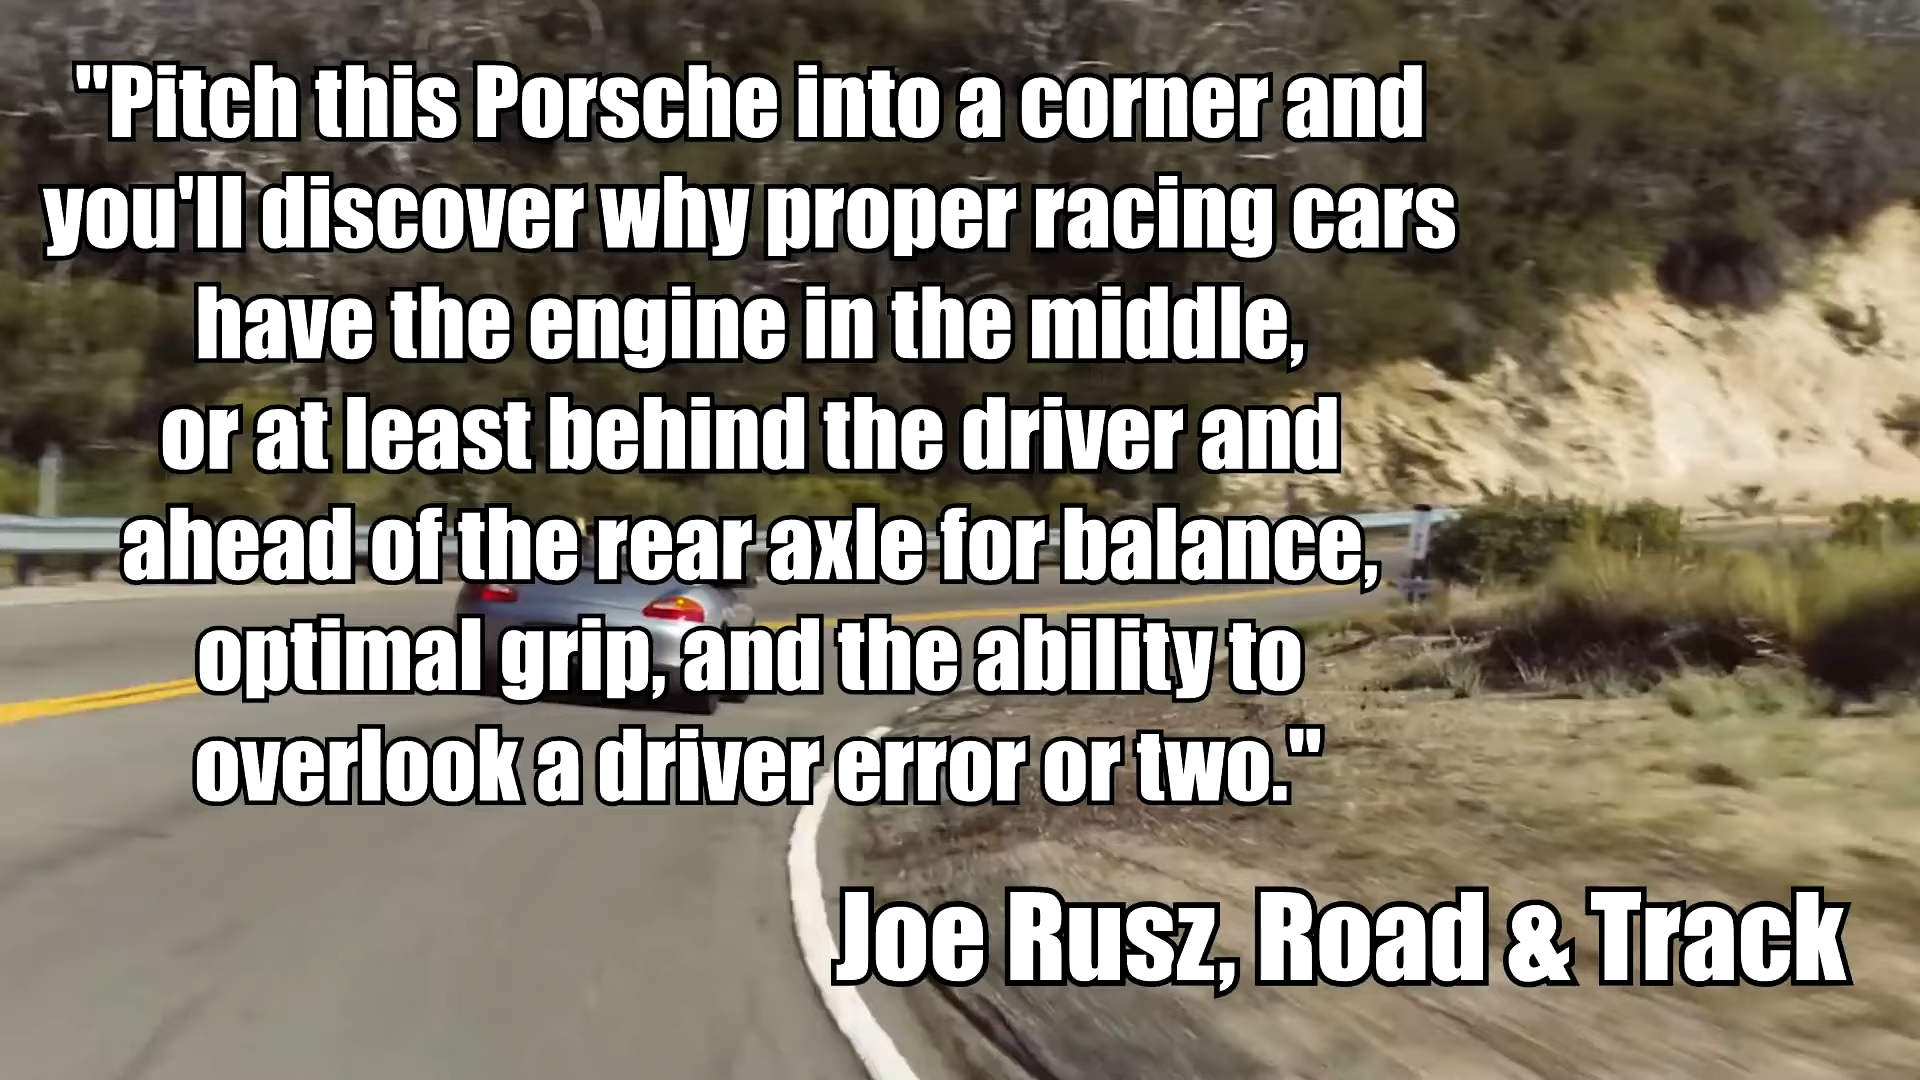 "Pitch this Porsche into a corner and
you'll discover why proper racing cars
have the engine in the middle,
or at least behind the driver and
ahead of the rear axle for balance,
optimal grip, and the ability to
overlook a driver error or two."
Joe Rusz, Road & Track